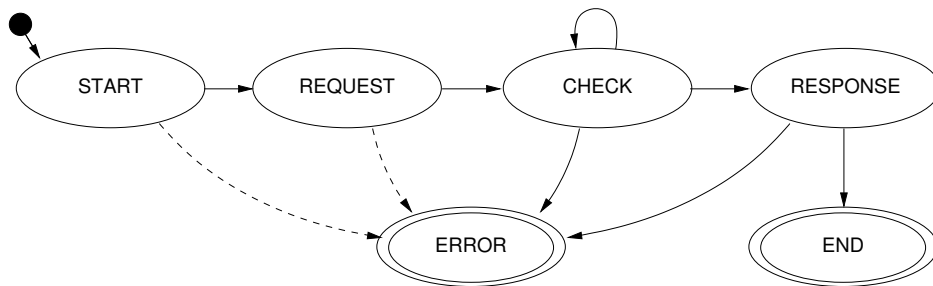 START
REQUEST
CHECK
RESPONSE
ERROR
END